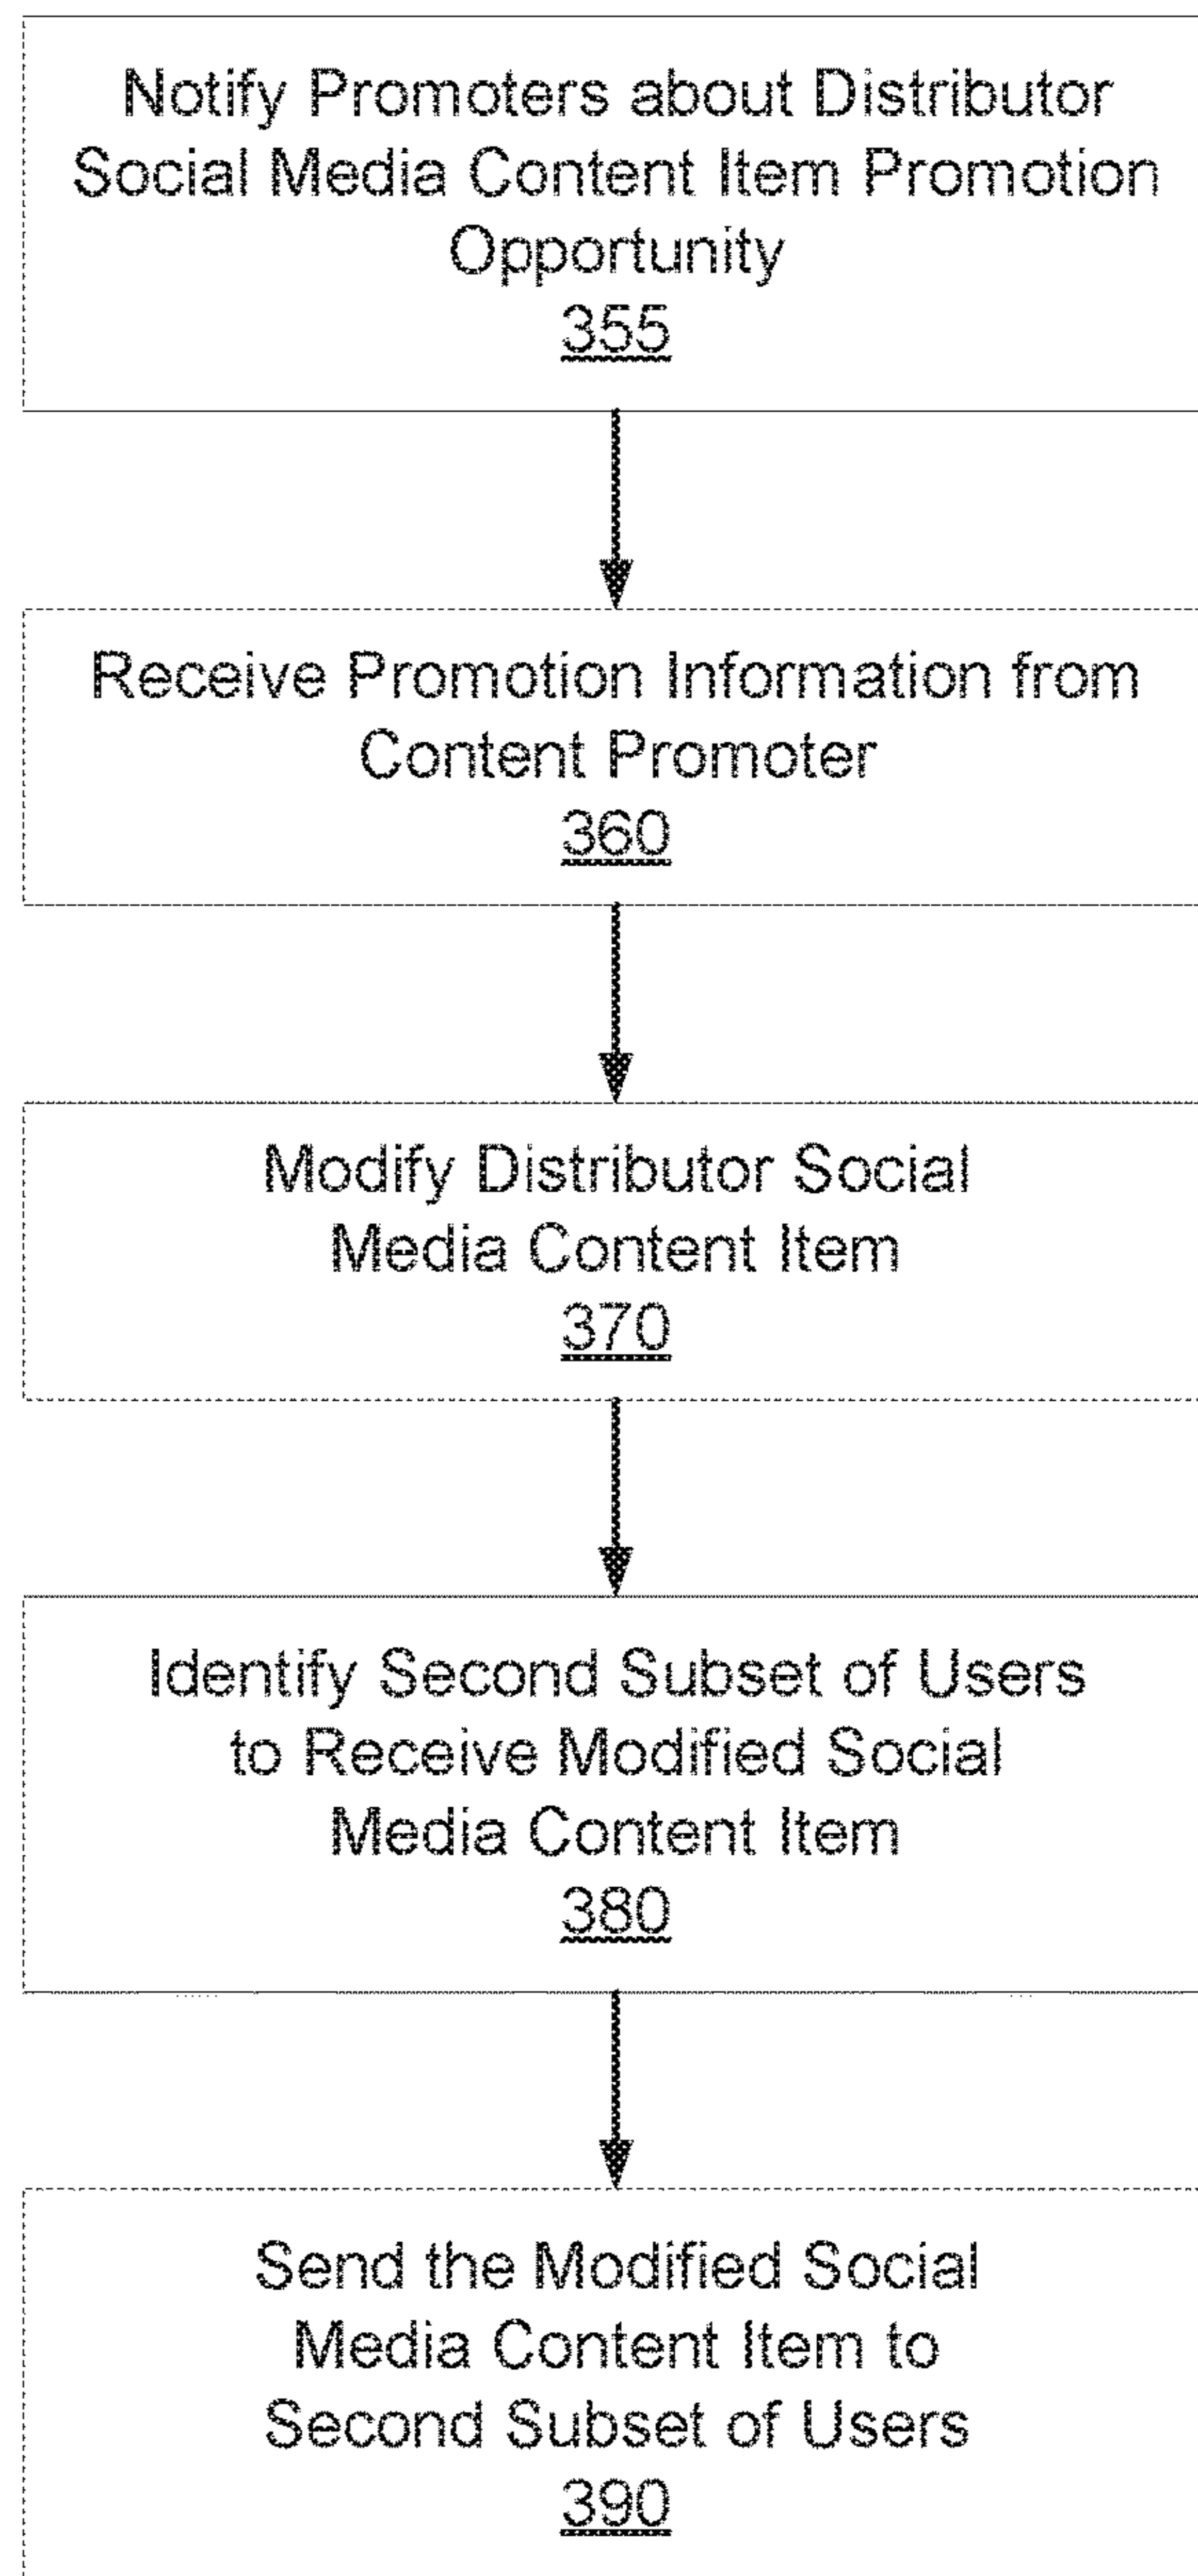 Notify Promoters about Distributor
Social Media Content Item Promotion
Opportunity
355
Receive Promotion Information from
Content Promoter
360
Modify Distributor Social
Media Content Item
370
Identify Second Subset of Users
to Receive Modified Social
Media Content Item
380
Send the Modified Social
Media Content Item to
Second Subset of Users
390